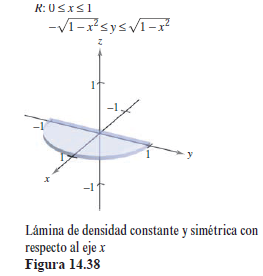 R: 0 ≤ x ≤ 1
−√1−x² ≤ y ≤ √1−x²
z
1
−1
−1
1
1
y
x
−1
Lámina de densidad constante y simétrica con
respecto al eje x
Figura 14.38